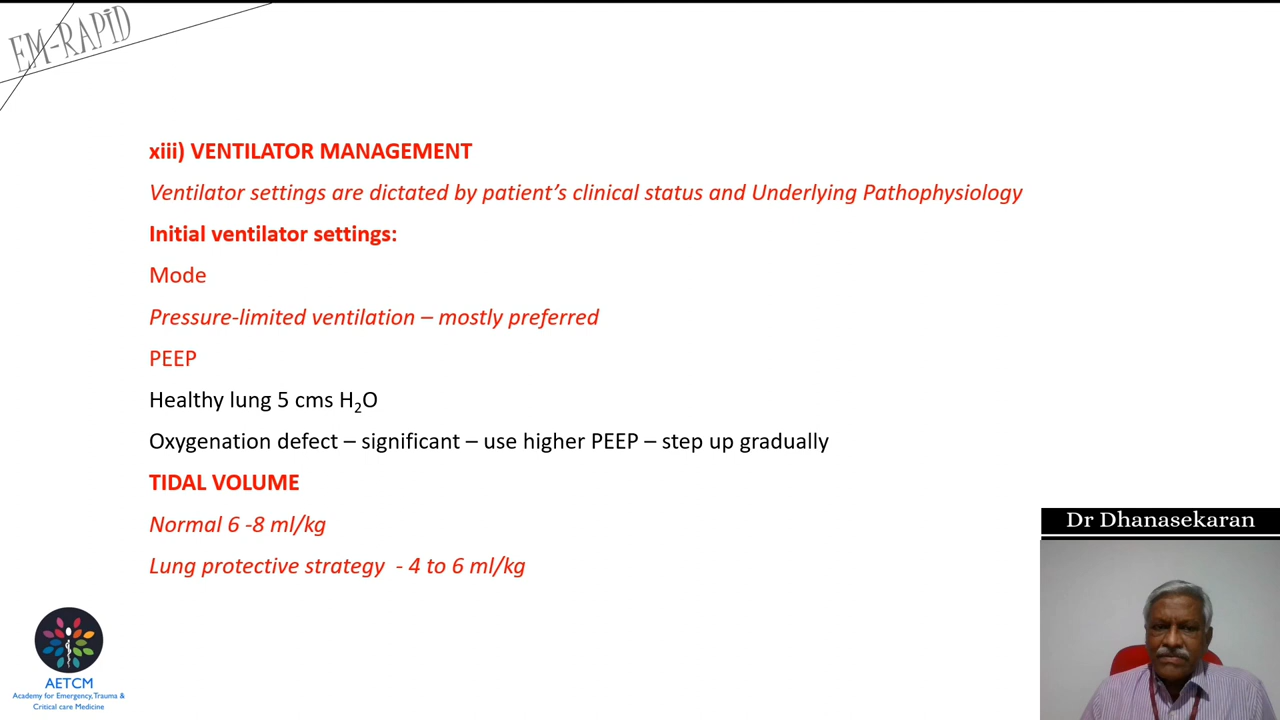 EM-RAPiD
xiii) VENTILATOR MANAGEMENT
Ventilator settings are dictated by patient’s clinical status and Underlying Pathophysiology
Initial ventilator settings:
Mode
Pressure-limited ventilation – mostly preferred
PEEP
Healthy lung 5 cms H₂O
Oxygenation defect – significant – use higher PEEP – step up gradually
TIDAL VOLUME
Normal 6 -8 ml/kg
Lung protective strategy  - 4 to 6 ml/kg
Dr Dhanasekaran
AETCM
Academy for Emergency, Trauma &
Critical care Medicine